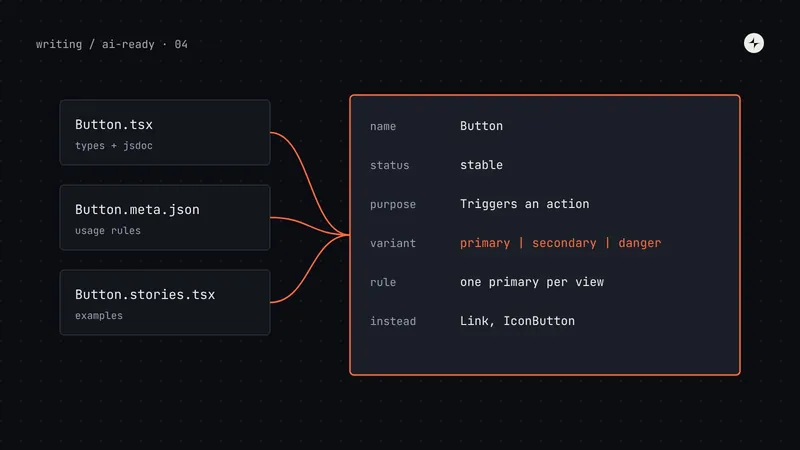 writing / ai-ready · 04
Button.tsx
types + jsdoc
Button.meta.json
usage rules
Button.stories.tsx
examples
name Button
status stable
purpose Triggers an action
variant primary | secondary | danger
rule one primary per view
instead Link, IconButton